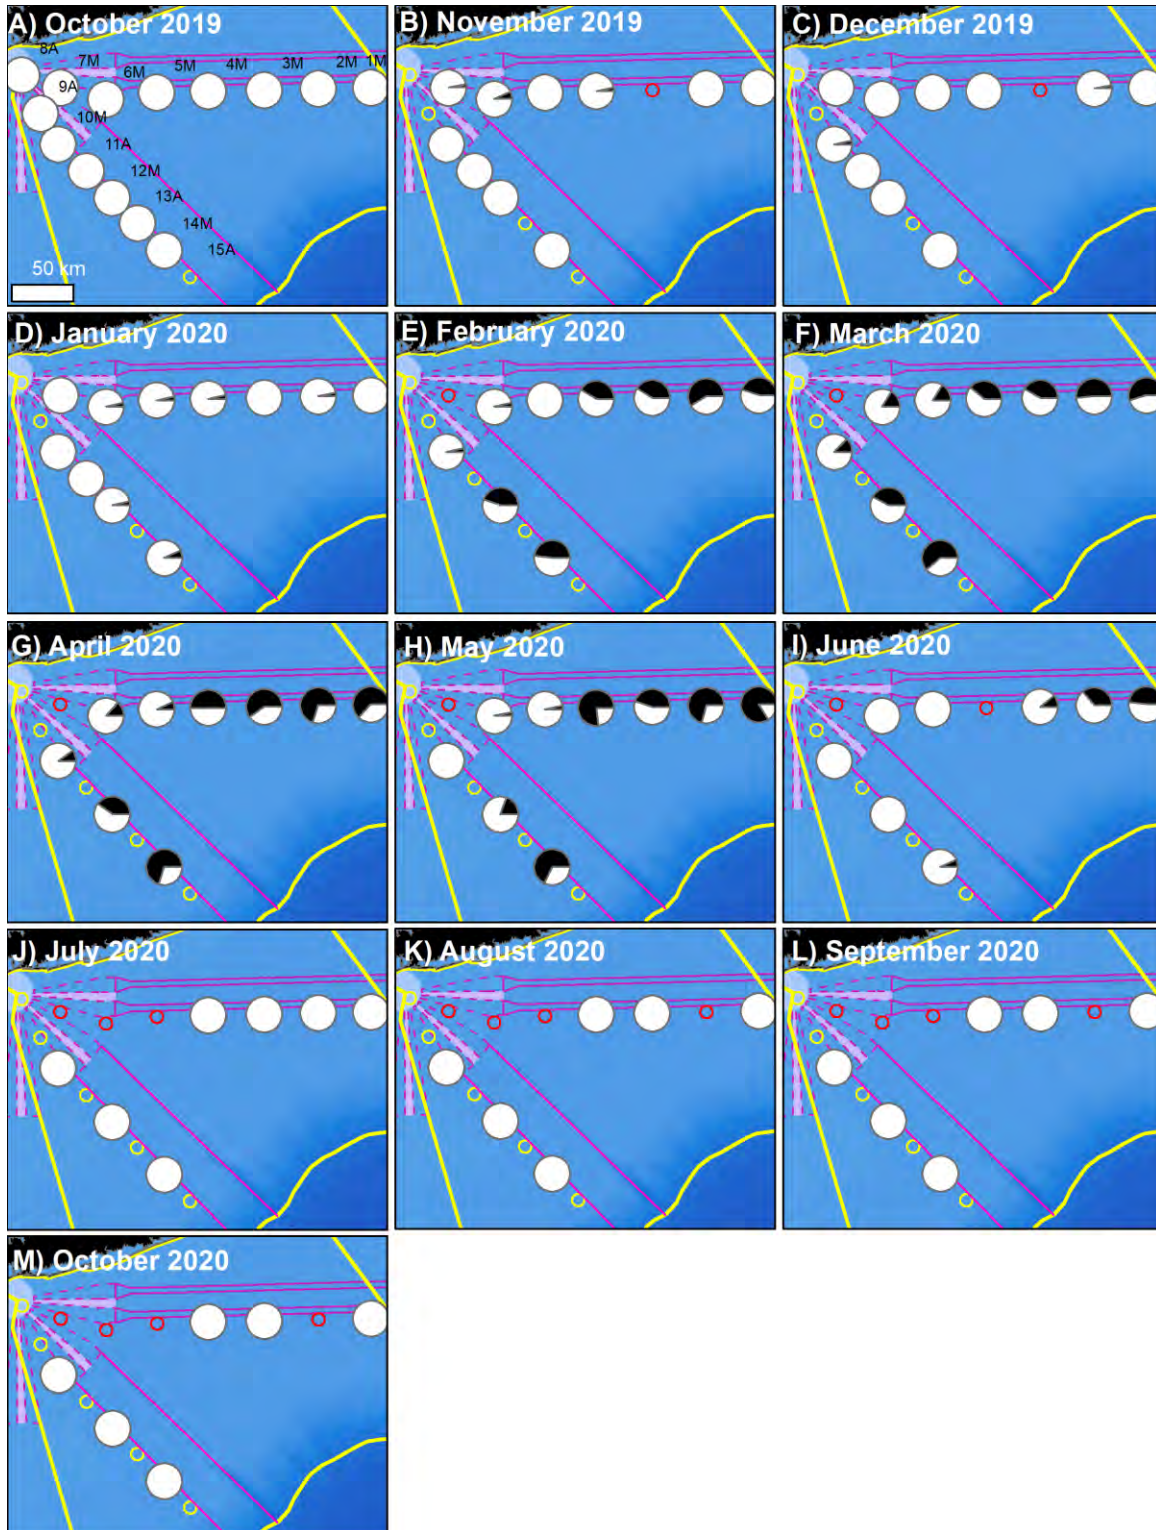 A) October 2019
B) November 2019
C) December 2019
8A
7M
6M
5M
4M
3M
2M
1M
9A
10M
11A
12M
13A
14M
15A
50 km
D) January 2020
E) February 2020
F) March 2020
G) April 2020
H) May 2020
I) June 2020
J) July 2020
K) August 2020
L) September 2020
M) October 2020